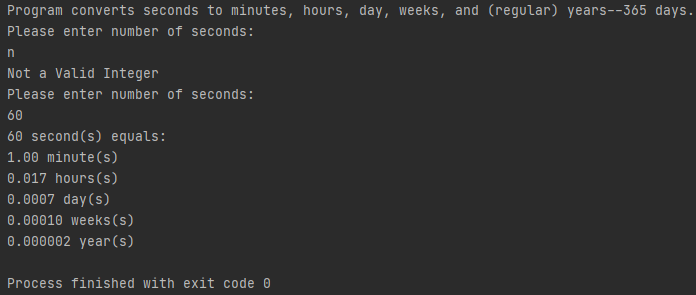 Program converts seconds to minutes, hours, day, weeks, and (regular) years--365 days.
Please enter number of seconds:
n
Not a Valid Integer
Please enter number of seconds:
60
60 second(s) equals:
1.00 minute(s)
0.017 hours(s)
0.0007 day(s)
0.00010 weeks(s)
0.000002 year(s)
Process finished with exit code 0